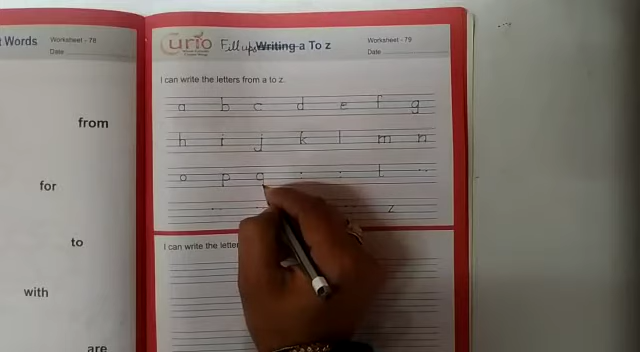 t Words
Worksheet - 78
Date
from
for
to
with
are
Curio
Fill ups Writing a To z
Worksheet - 79
Date
I can write the letters from a to z.
a b c d e f g
h i j k l m n
o p q t
z
I can write the letter